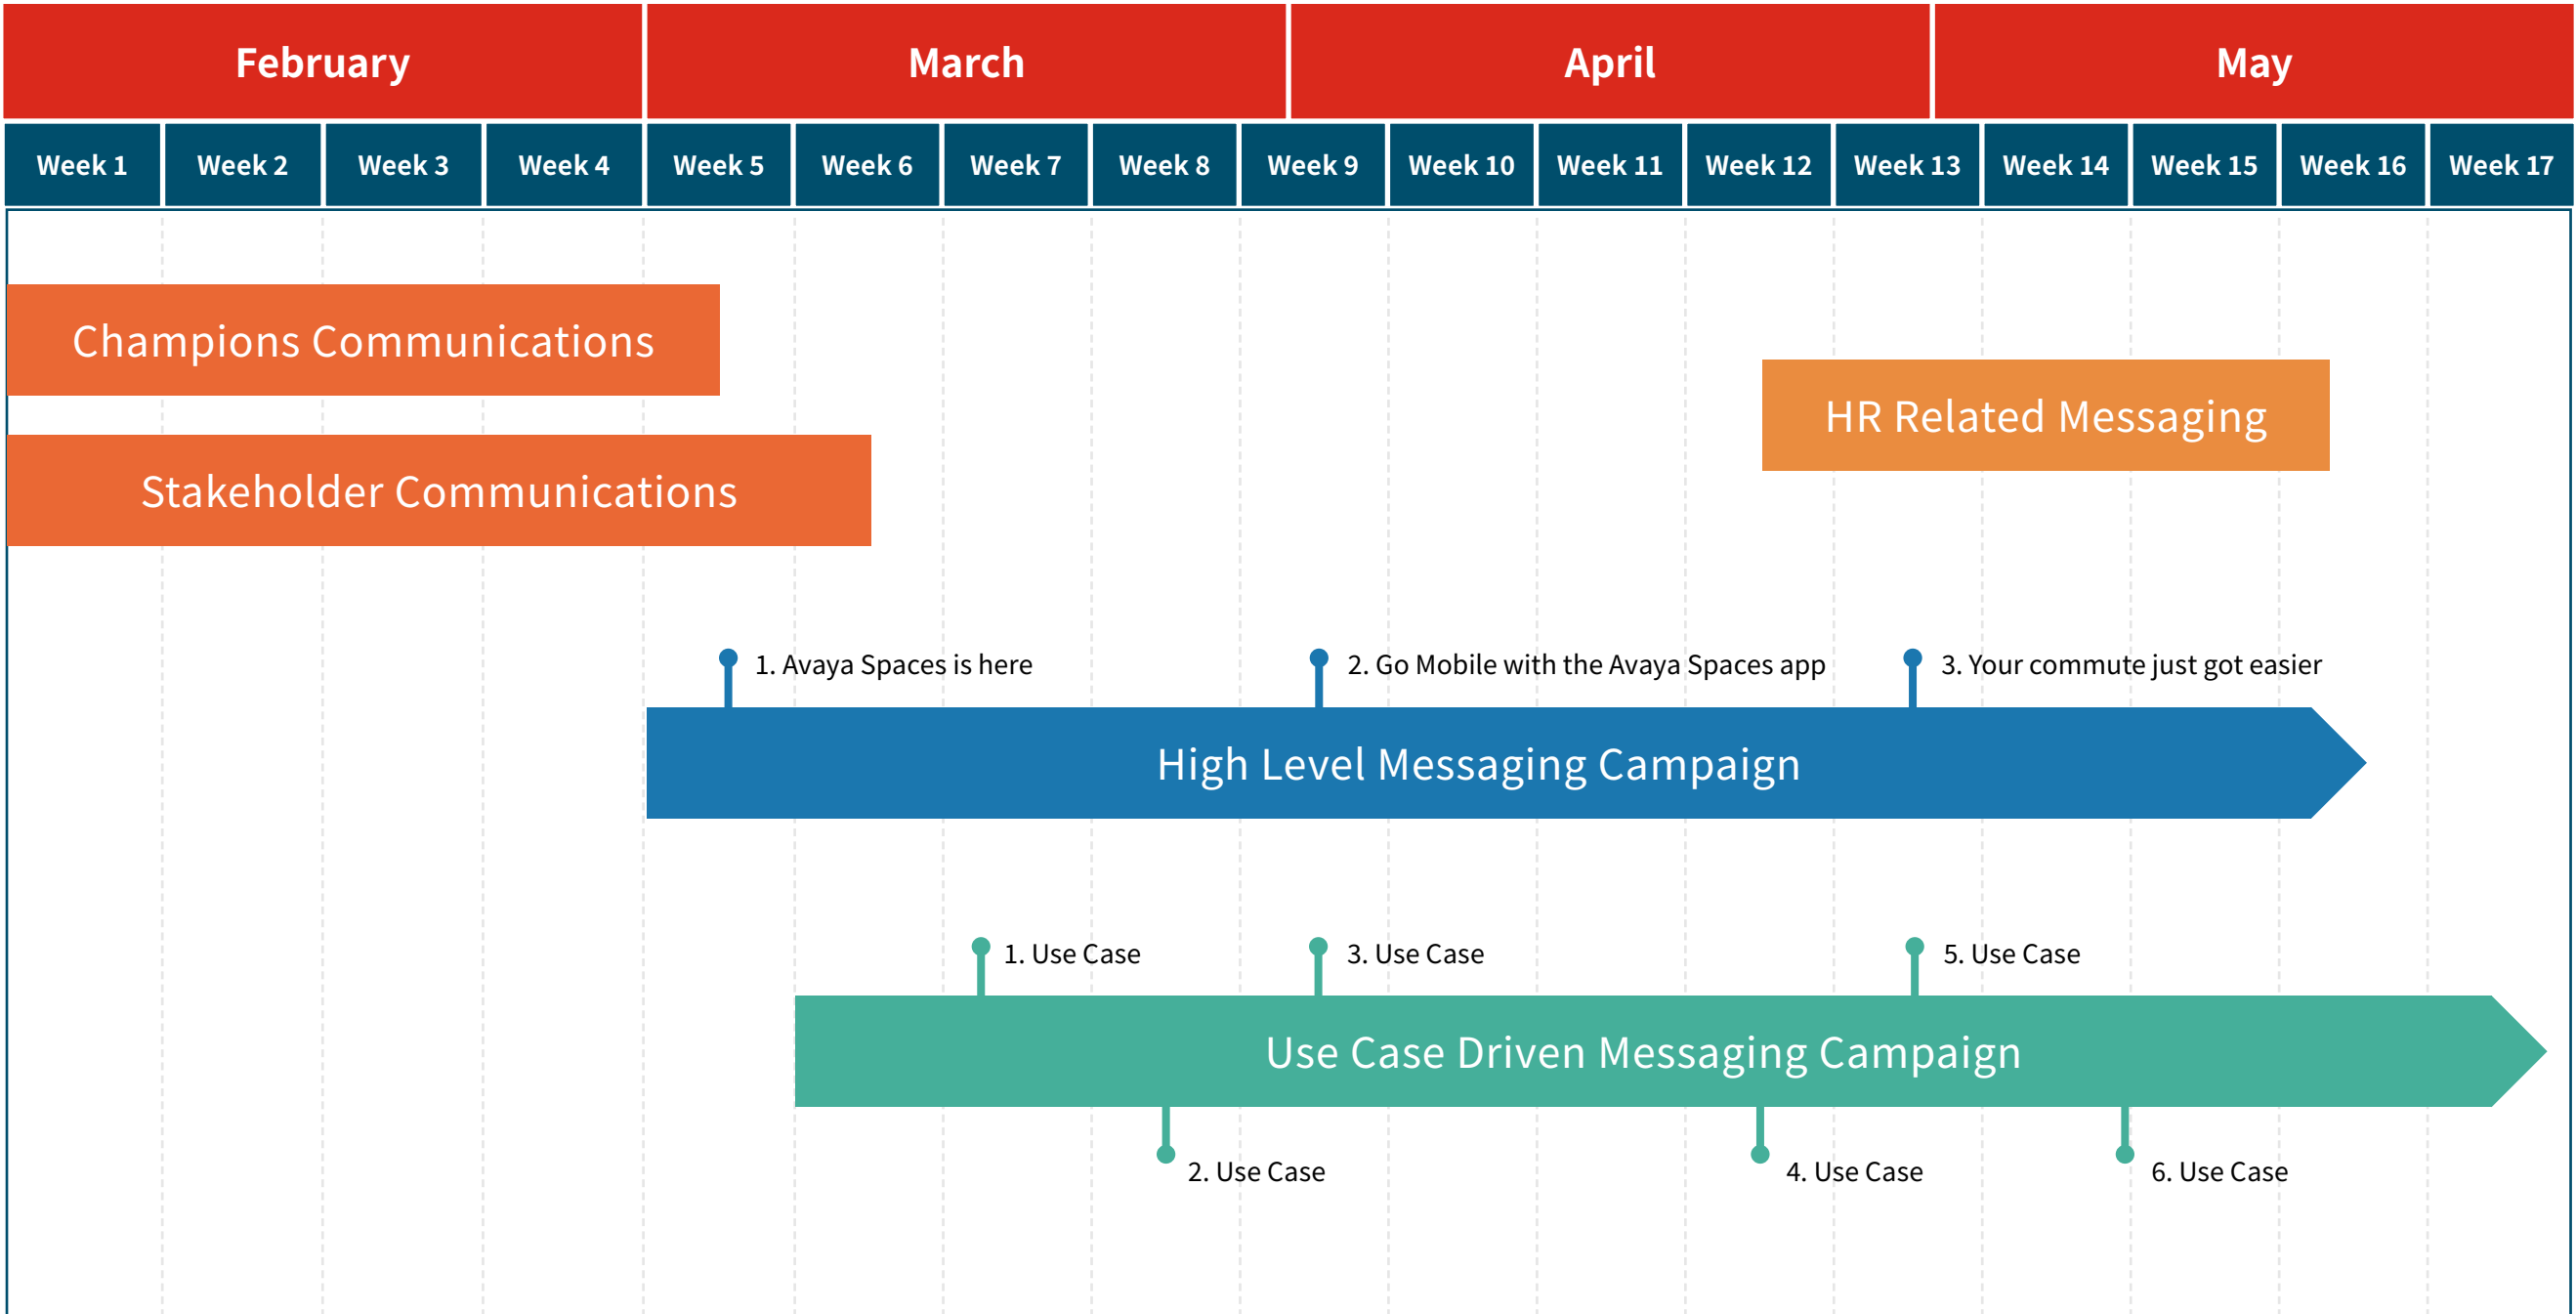 February
March
April
May
Week 1
Week 2
Week 3
Week 4
Week 5
Week 6
Week 7
Week 8
Week 9
Week 10
Week 11
Week 12
Week 13
Week 14
Week 15
Week 16
Week 17
Champions Communications
HR Related Messaging
Stakeholder Communications
1. Avaya Spaces is here
2. Go Mobile with the Avaya Spaces app
3. Your commute just got easier
High Level Messaging Campaign
1. Use Case
3. Use Case
5. Use Case
Use Case Driven Messaging Campaign
2. Use Case
4. Use Case
6. Use Case